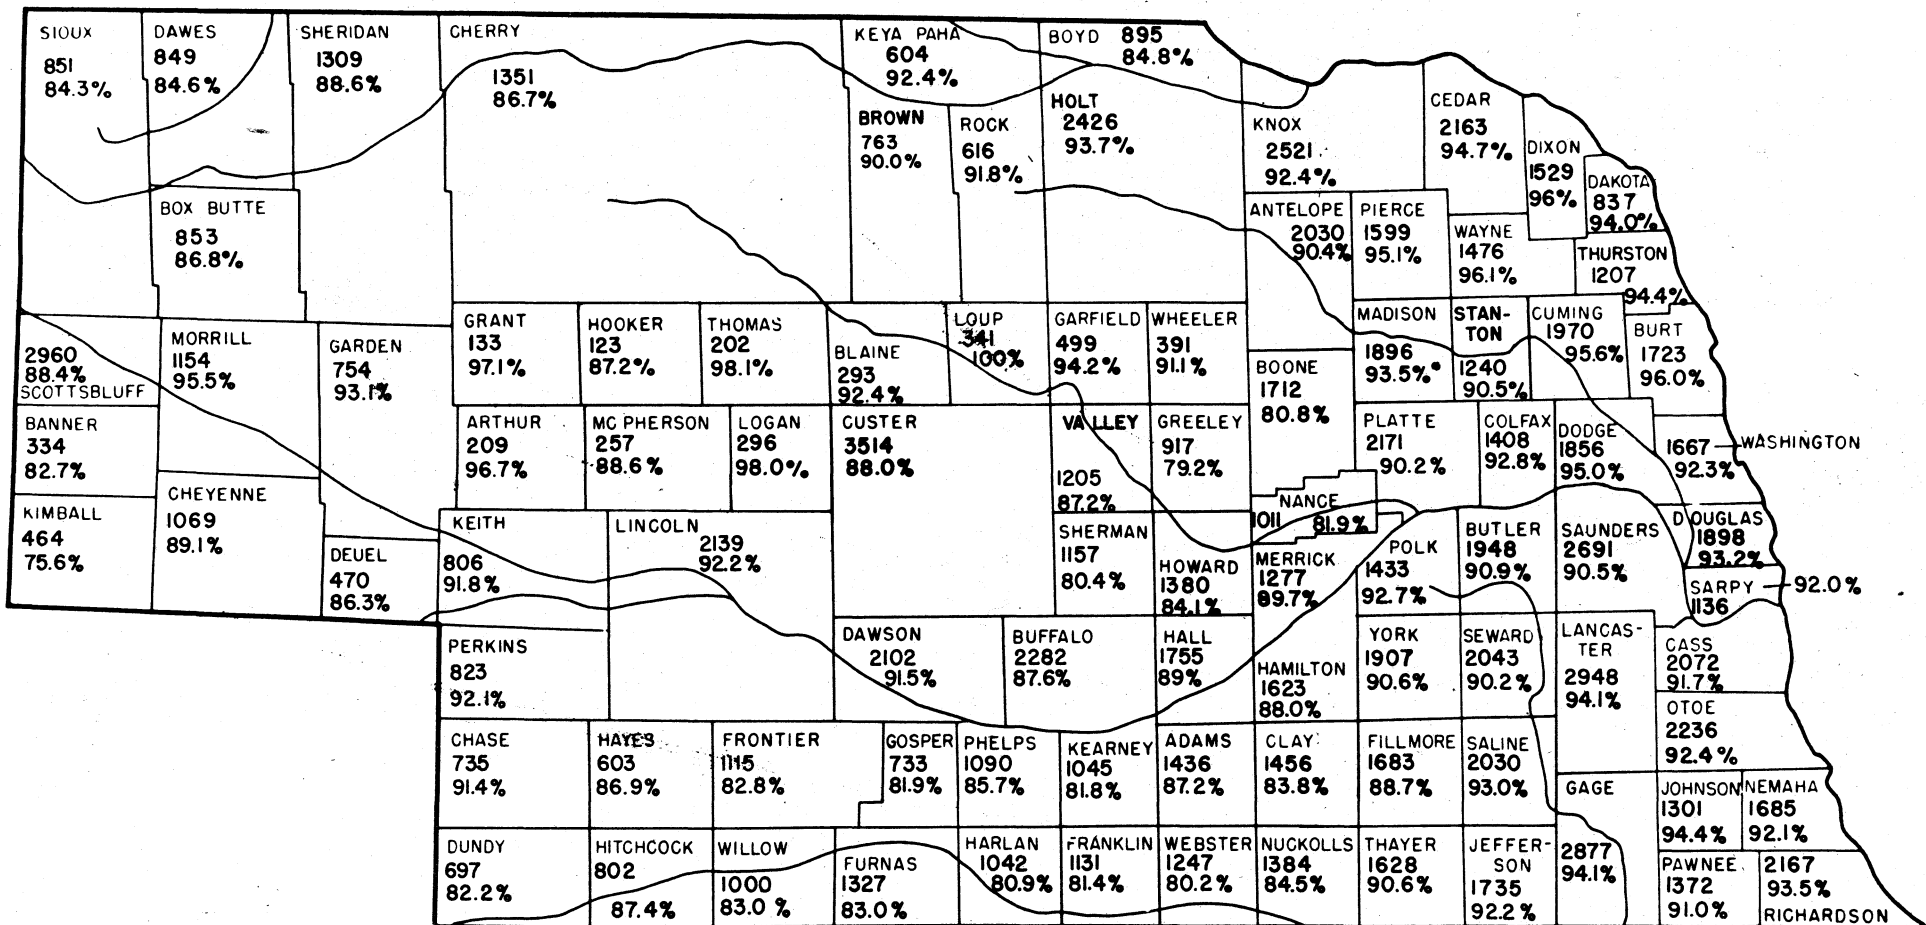 SIOUX
851
84.3%
DAWES
849
84.6%
SHERIDAN
1309
88.6%
CHERRY
1351
86.7%
KEYA PAHA
604
92.4%
BOYD 895
84.8%
BROWN
763
90.0%
ROCK
616
91.8%
HOLT
2426
93.7%
KNOX
2521
92.4%
CEDAR
2163
94.7%
DIXON
1529
96%
DAKOTA
837
94.0%
BOX BUTTE
853
86.8%
ANTELOPE
2030
90.4%
PIERCE
1599
95.1%
WAYNE
1476
96.1%
THURSTON
1207
94.4%
2960
88.4%
SCOTTSBLUFF
MORRILL
1154
95.5%
GARDEN
754
93.1%
GRANT
133
97.1%
HOOKER
123
87.2%
THOMAS
202
98.1%
BLAINE
293
92.4%
LOUP
341
100%
GARFIELD
499
94.2%
WHEELER
391
91.1%
BOONE
1712
80.8%
MADISON
1896
93.5%
STAN-
TON
1240
90.5%
CUMING
1970
95.6%
BURT
1723
96.0%
BANNER
334
82.7%
ARTHUR
209
96.7%
MC PHERSON
257
88.6%
LOGAN
296
98.0%
CUSTER
3514
88.0%
VALLEY
1205
87.2%
GREELEY
917
79.2%
PLATTE
2171
90.2%
COLFAX
1408
92.8%
DODGE
1856
95.0%
1667 WASHINGTON
92.3%
KIMBALL
464
75.6%
CHEYENNE
1069
89.1%
DEUEL
470
86.3%
KEITH
806
91.8%
LINCOLN
2139
92.2%
SHERMAN
1157
80.4%
HOWARD
1380
84.1%
NANCE
1011 81.9%
MERRICK
1277
89.7%
POLK
1433
92.7%
BUTLER
1948
90.9%
SAUNDERS
2691
90.5%
DOUGLAS
1898
93.2%
SARPY 92.0%
1136
PERKINS
823
92.1%
DAWSON
2102
91.5%
BUFFALO
2282
87.6%
HALL
1755
89%
HAMILTON
1623
88.0%
YORK
1907
90.6%
SEWARD
2043
90.2%
LANCAS-
TER
2948
94.1%
CASS
2072
91.7%
OTOE
2236
92.4%
CHASE
735
91.4%
HAYES
603
86.9%
FRONTIER
1115
82.8%
GOSPER
733
81.9%
PHELPS
1090
85.7%
KEARNEY
1045
81.8%
ADAMS
1436
87.2%
CLAY
1456
83.8%
FILLMORE
1683
88.7%
SALINE
2030
93.0%
GAGE
2877
94.1%
JOHNSON
1301
94.4%
NEMAHA
1685
92.1%
DUNDY
697
82.2%
HITCHCOCK
802
87.4%
WILLOW
1000
83.0%
FURNAS
1327
83.0%
HARLAN
1042
80.9%
FRANKLIN
1131
81.4%
WEBSTER
1247
80.2%
NUCKOLLS
1384
84.5%
THAYER
1628
90.6%
JEFFER-
SON
1735
92.2%
PAWNEE
1372
91.0%
2167
93.5%
RICHARDSON